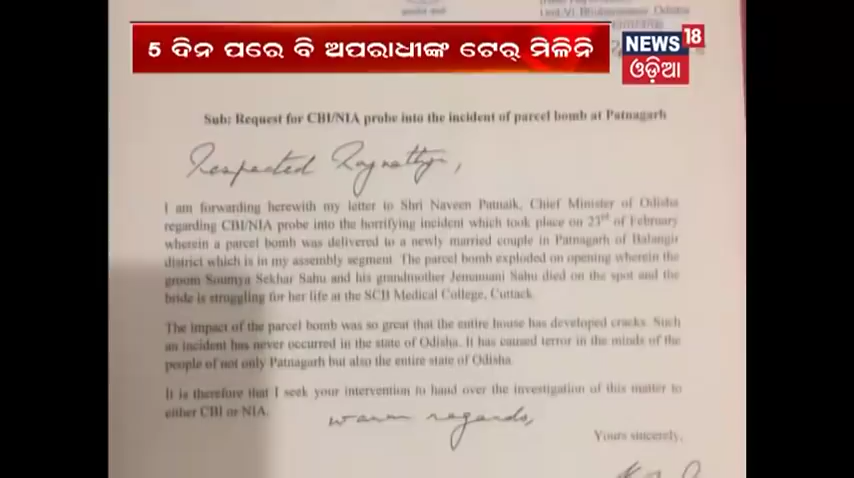 5 ଦିନ ପରେ ବି ଅପରାଧୀଙ୍କ ଟେର୍ ମିଳିନି
NEWS 18
ଓଡ଼ିଆ
Sub: Request for CBI/NIA probe into the incident of parcel bomb at Patnagarh
Respected Rajnathji,
I am forwarding herewith my letter to Shri Naveen Patnaik, Chief Minister of Odisha
regarding CBI/NIA probe into the horrifying incident which took place on 23rd of February
wherein a parcel bomb was delivered to a newly married couple in Patnagarh of Balangir
district which is in my assembly segment. The parcel bomb exploded on opening wherein the
groom Soumya Sekhar Sahu and his grandmother Jenamani Sahu died on the spot and the
bride is struggling for her life at the SCB Medical College, Cuttack.
The impact of the parcel bomb was so great that the entire house has developed cracks. Such
an incident has never occurred in the state of Odisha. It has caused terror in the minds of the
people of not only Patnagarh but also the entire state of Odisha.
It is therefore that I seek your intervention to hand over the investigation of this matter to
either CBI or NIA.
warm regards,
Yours sincerely,